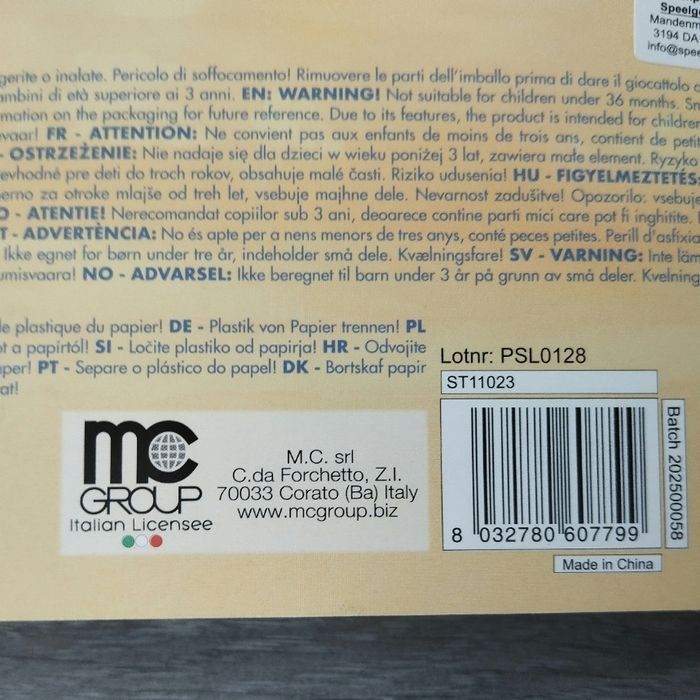 Speelg
Mandenm
3194 DA
info@spee
gerite o inalate. Pericolo di soffocamento! Rimuovere le parti dell'imballo prima di dare il giocattolo
ambini di età superiore ai 3 anni. EN: WARNING! Not suitable for children under 36 months. S
mation on the packaging for future reference. Due to its features, the product is intended for children
evaar! FR - ATTENTION: Ne convient pas aux enfants de moins de trois ans, contient de petit
- OSTRZEŻENIE: Nie nadaje się dla dzieci w wieku poniżej 3 lat, zawiera małe element. Ryzyko
evhodné pre deti do troch rokov, obsahuje malé časti. Riziko udusenia! HU - FIGYELMEZTETÉS:
erno za otroke mlajše od treh let, vsebuje majhne dele. Nevarnost zadušitve! Opozorilo: vsebuje
O - ATENTIE! Nerecomandat copiilor sub 3 ani, deoarece contine parti mici care pot fi inghitite.
T - ADVERTÈNCIA: No és apte per a nens menors de tres anys, conté peces petites. Perill d'asfixia
Ikke egnet for børn under tre år, indeholder små dele. Kvælningsfare! SV - VARNING: Inte läm
umisvaara! NO - ADVARSEL: Ikke beregnet til barn under 3 år på grunn av små deler. Kvelning
le plastique du papier! DE - Plastik von Papier trennen! PL
t a papírtól! SI - Ločite plastiko od papirja! HR - Odvojite
per! PT - Separe o plástico do papel! DK - Bortskaf papir
at!
Lotnr: PSL0128
ST11023
mc
GROUP
Italian Licensee
M.C. srl
C.da Forchetto, Z.I.
70033 Corato (Ba) Italy
www.mcgroup.biz
8 032780 607799
Batch 202500058
Made in China